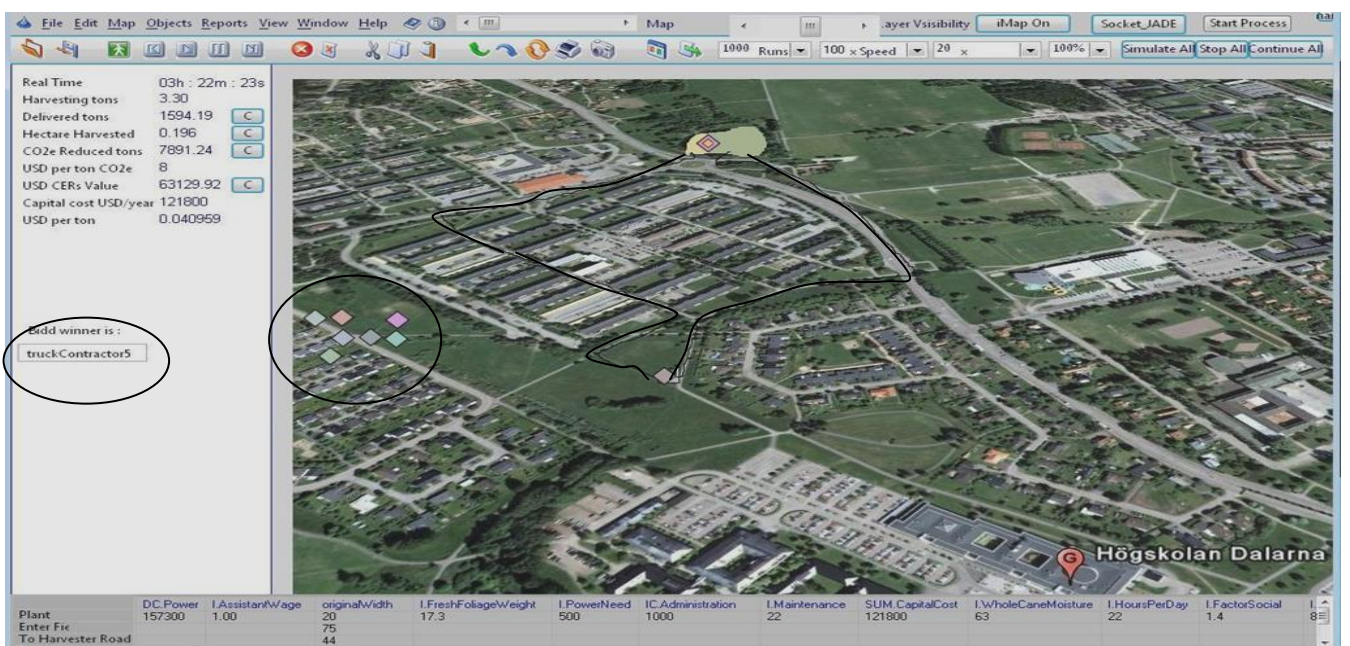 File Edit Map Objects Reports View Window Help Map .ayer Vsisibility iMap On Socket_JADE Start Process
1000 Runs 100 x Speed 20 x 100% Simulate All Stop All Continue All
Real Time 03h : 22m : 23s
Harvesting tons 3.30
Delivered tons 1594.19 C
Hectare Harvested 0.196 C
CO2e Reduced tons 7891.24 C
USD per ton CO2e 8
USD CERs Value 63129.92 C
Capital cost USD/year 121800
USD per ton 0.040959
Bidd winner is :
truckContractor5
G Högskolan Dalarna
DC.Power I.AssistantWage originalWidth I.FreshFoliageWeight I.PowerNeed IC.Administration I.Maintenance SUM.CapitalCost I.WholeCaneMoisture I.HoursPerDay I.FactorSocial I.
Plant 157300 1.00 20 17.3 500 1000 22 121800 63 22 1.4 8
Enter Fie 75
To Harvester Road 44